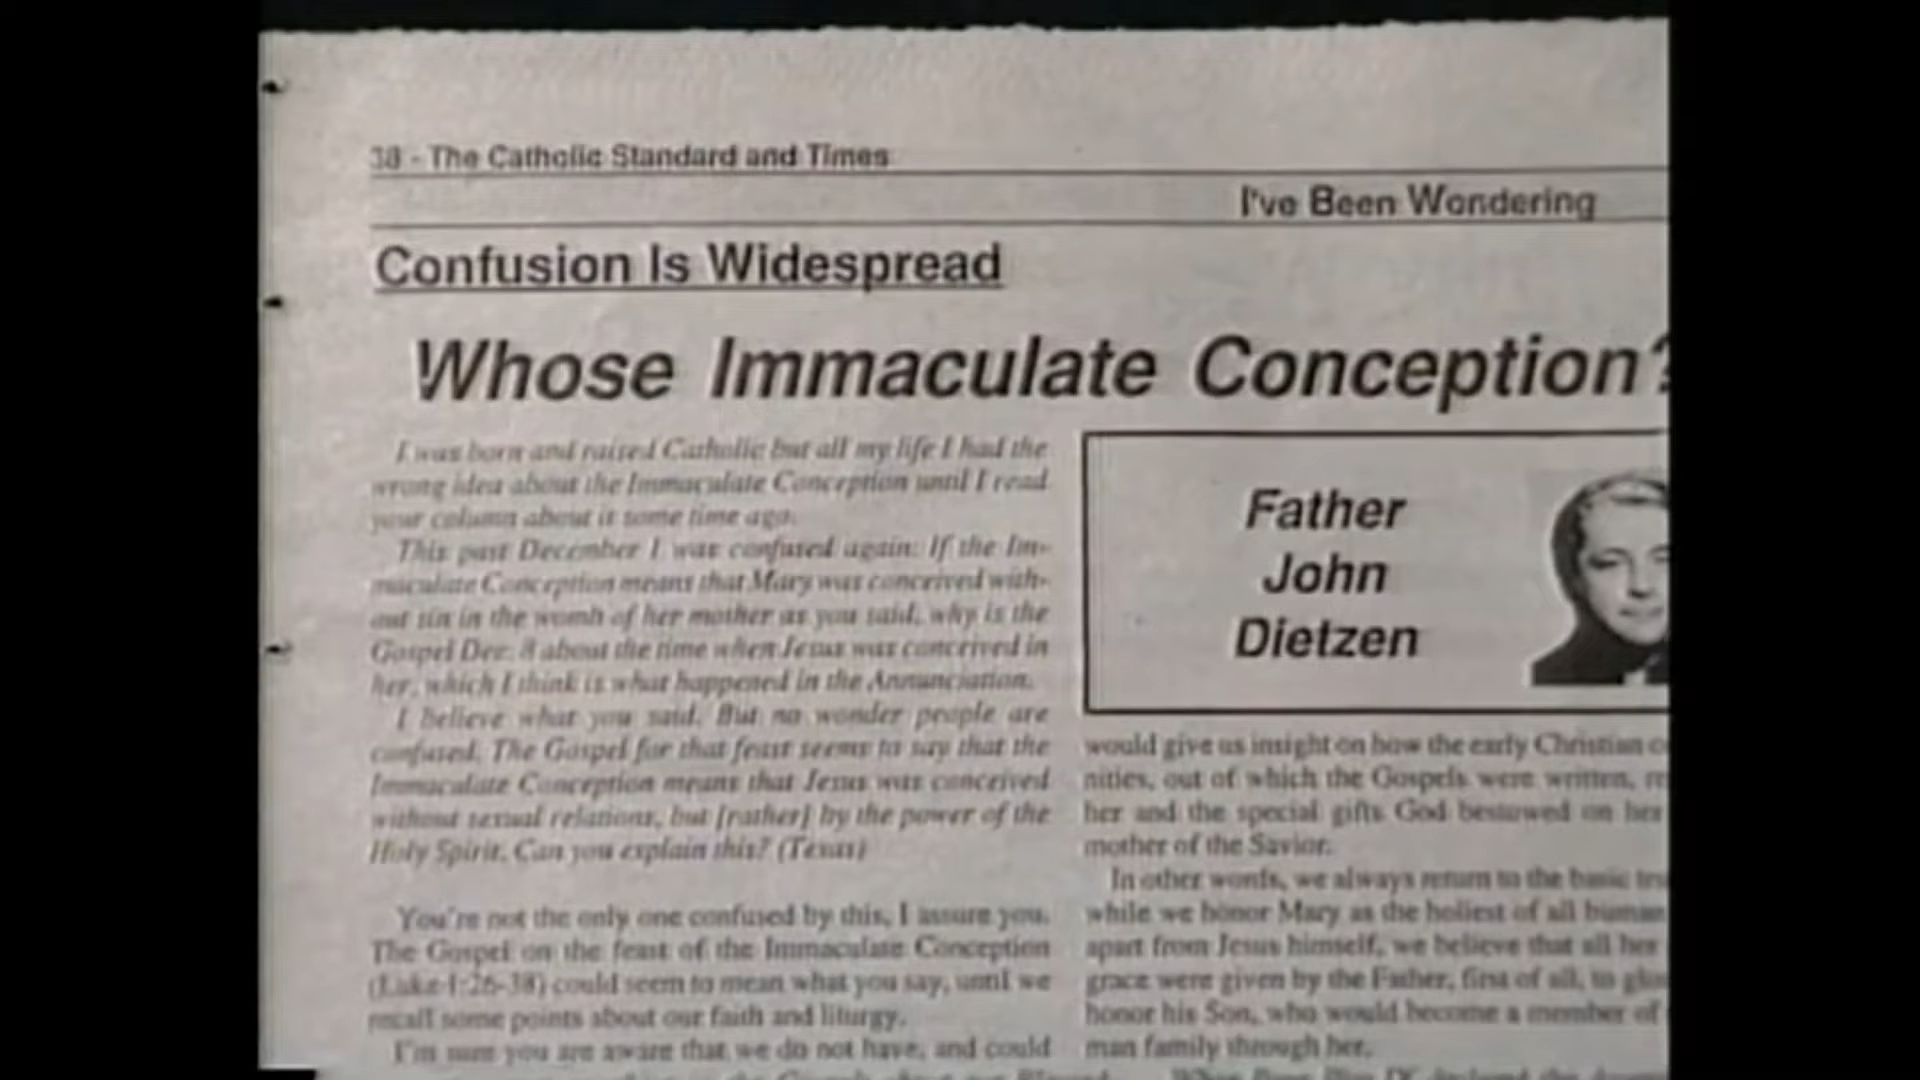 38 - The Catholic Standard and Times
I've Been Wondering
Confusion Is Widespread
Whose Immaculate Conception?
I was born and raised Catholic but all my life I had the
wrong idea about the Immaculate Conception until I read
your column about it some time ago.
This past December I was confused again: If the Im-
maculate Conception means that Mary was conceived with-
out sin in the womb of her mother as you said, why is the
Gospel Dec. 8 about the time when Jesus was conceived in
her, which I think is what happened in the Annunciation.
I believe what you said. But no wonder people are
confused. The Gospel for that feast seems to say that the
Immaculate Conception means that Jesus was conceived
without sexual relations, but [rather] by the power of the
Holy Spirit. Can you explain this? (Texas)
You're not the only one confused by this, I assure you.
The Gospel on the feast of the Immaculate Conception
(Luke 1:26-38) could seem to mean what you say, until we
recall some points about our faith and liturgy.
I'm sure you are aware that we do not have, and could
Father
John
Dietzen
would give us insight on how the early Christian
nities, out of which the Gospels were written,
her and the special gifts God bestowed on her
mother of the Savior.
In other words, we always return to the basic
while we honor Mary as the holiest of all human
apart from Jesus himself, we believe that all her
grace were given by the Father, first of all, to
honor his Son, who would become a member of
man family through her.